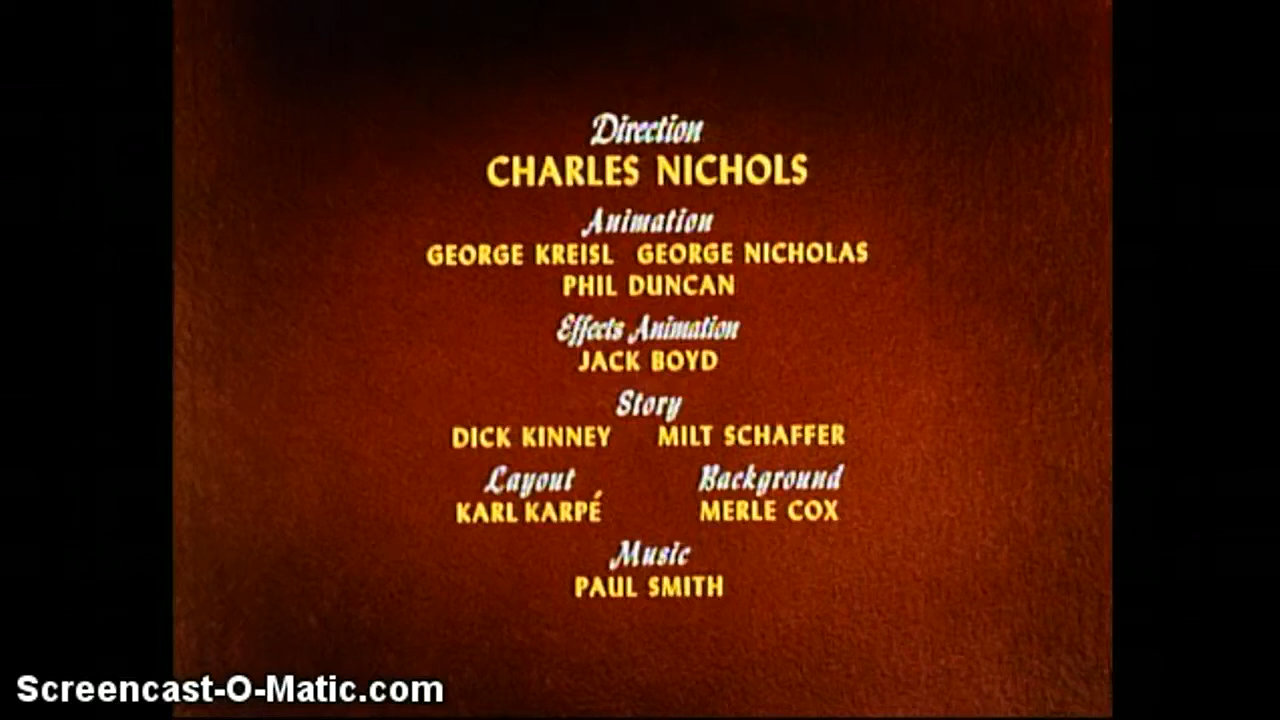 Direction
CHARLES NICHOLS
Animation
GEORGE KREISL GEORGE NICHOLAS
PHIL DUNCAN
Effects Animation
JACK BOYD
Story
DICK KINNEY MILT SCHAFFER
Layout Background
KARL KARPÉ MERLE COX
Music
PAUL SMITH
Screencast-O-Matic.com